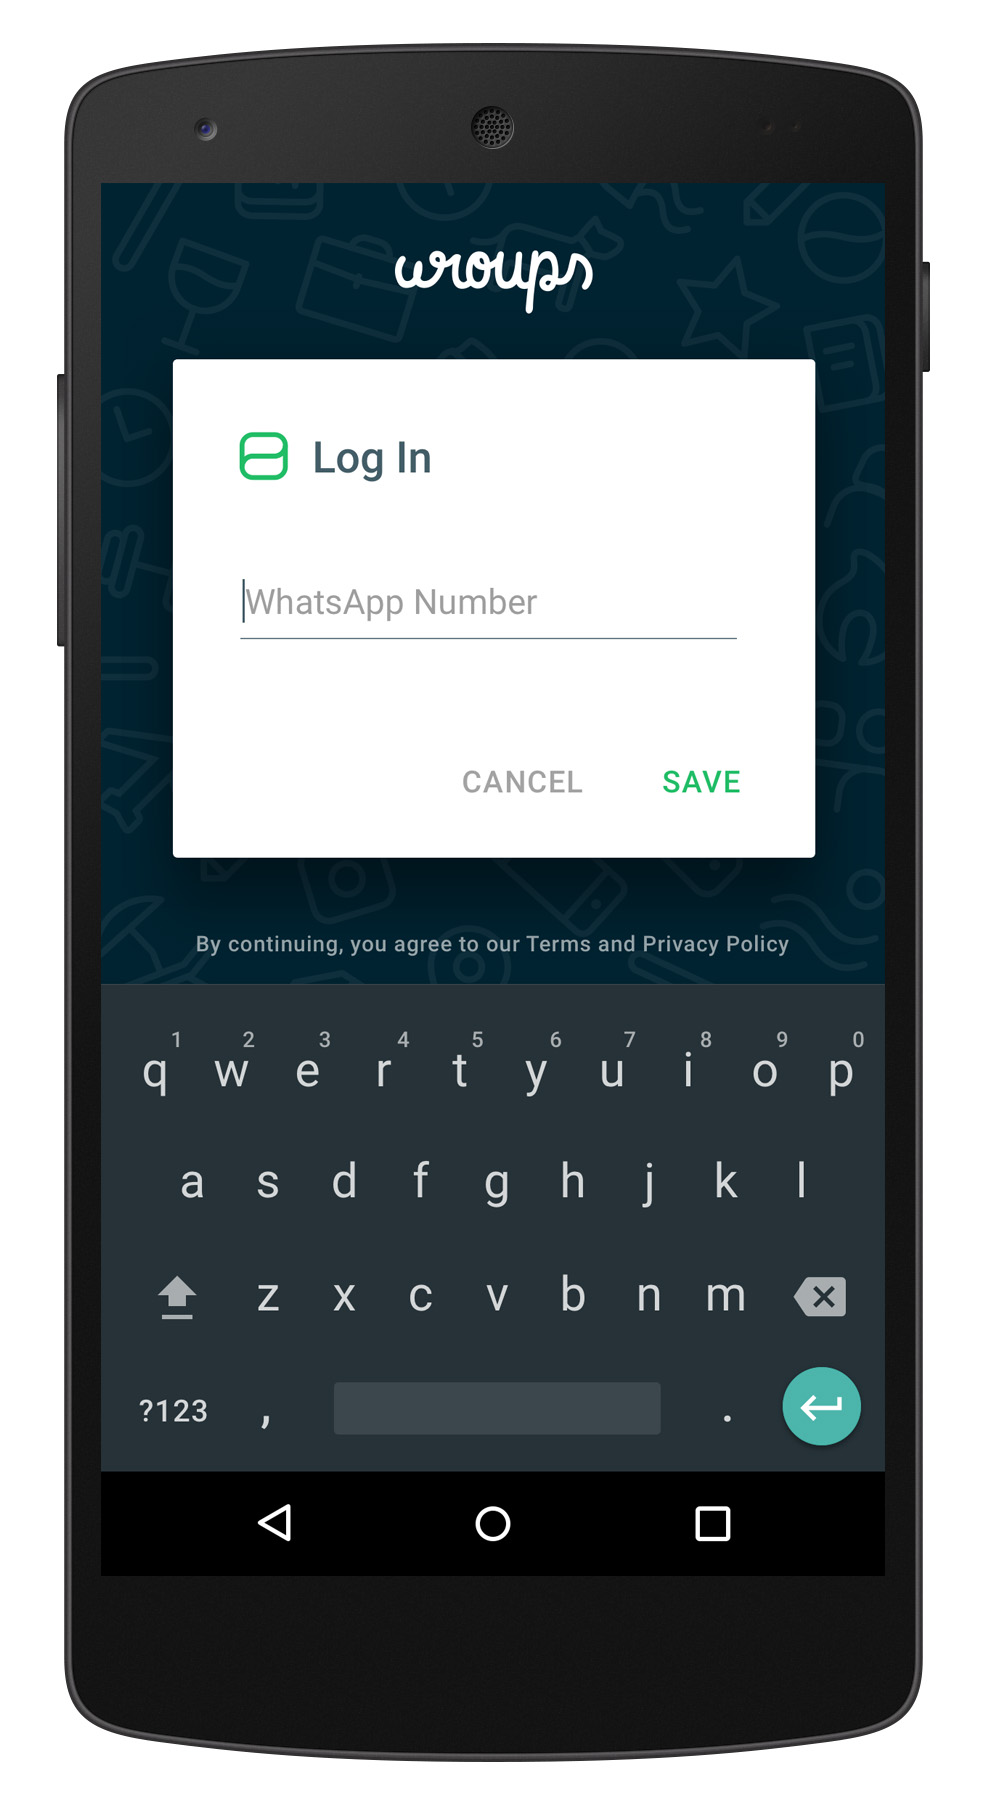 wroups
Log In
WhatsApp Number
CANCEL SAVE
By continuing, you agree to our Terms and Privacy Policy
1 2 3 4 5 6 7 8 9 0
q w e r t y u i o p
a s d f g h j k l
z x c v b n m
?123 , .